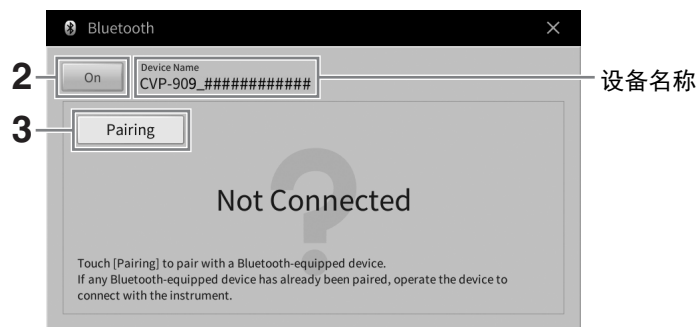 Bluetooth
2
On
Device Name
CVP-909_############
设备名称
3
Pairing
Not Connected
Touch [Pairing] to pair with a Bluetooth-equipped device.
If any Bluetooth-equipped device has already been paired, operate the device to
connect with the instrument.